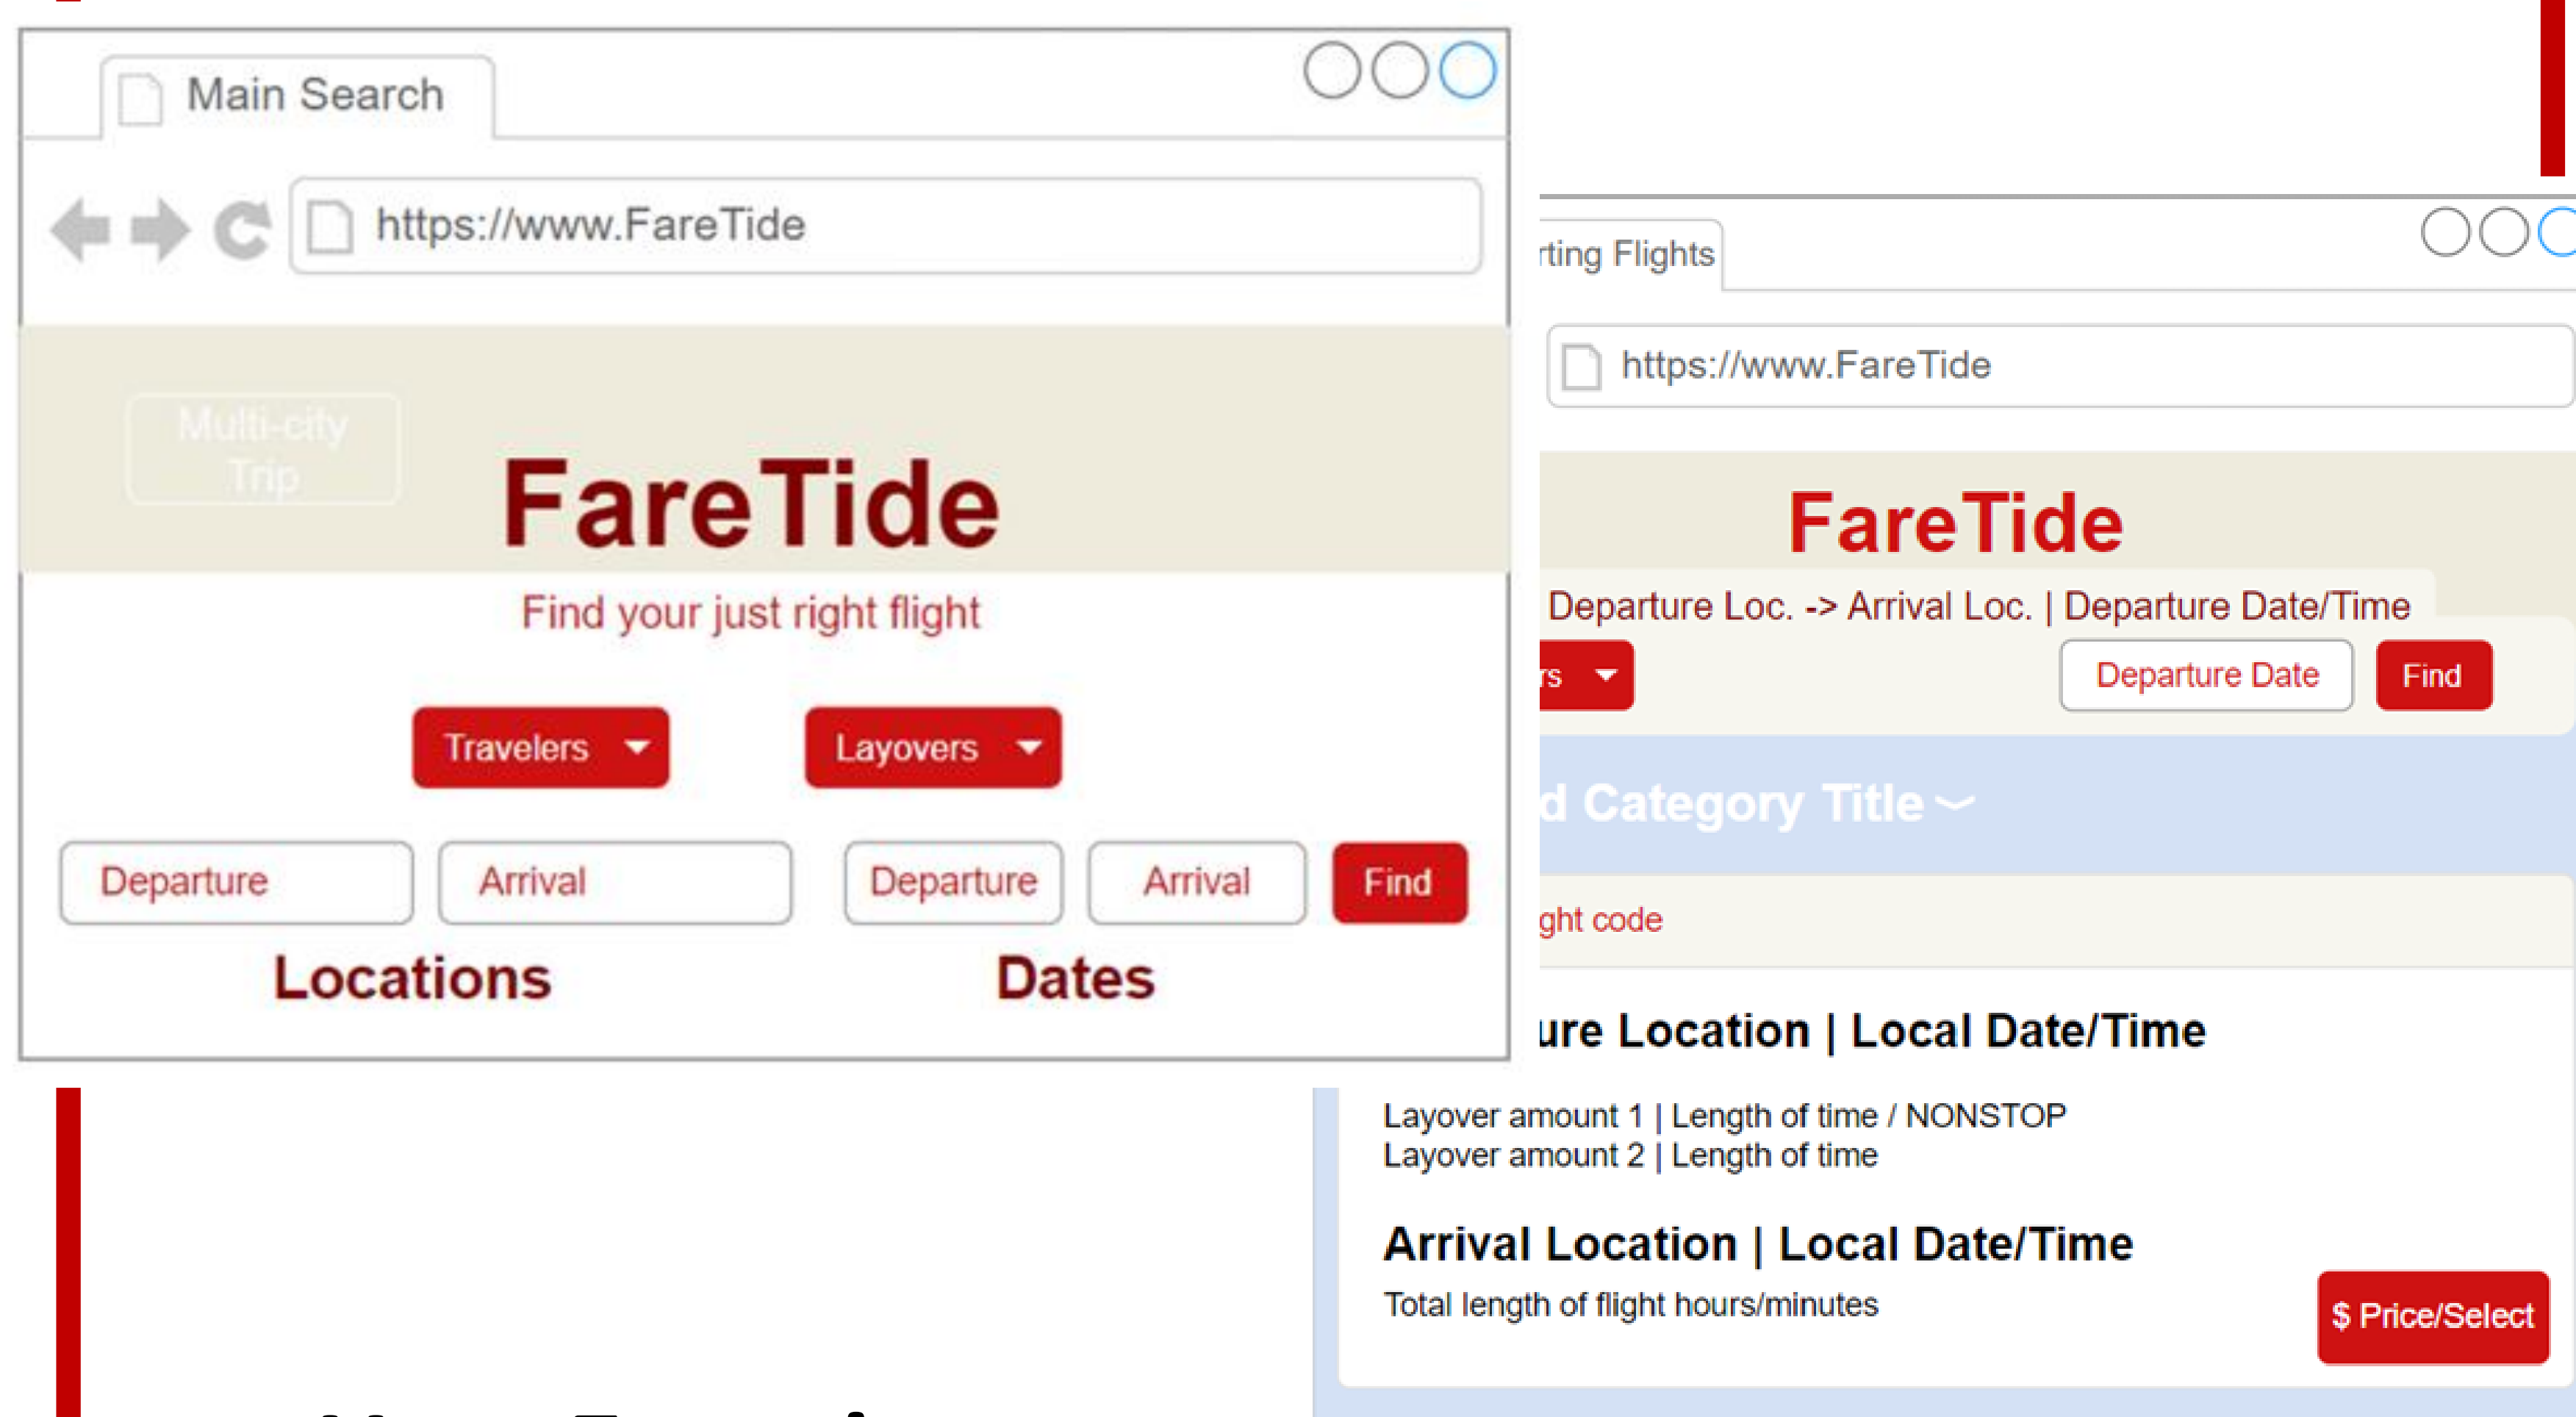 Main Search
https://www.FareTide
Multi-city
Trip
FareTide
Find your just right flight
Travelers
Layovers
Departure
Arrival
Departure
Arrival
Find
Locations
Dates
Flights
https://www.FareTide
FareTide
Departure Loc. -> Arrival Loc. | Departure Date/Time
Departure Date
Find
Category Title
code
Location | Local Date/Time
Layover amount 1 | Length of time / NONSTOP
Layover amount 2 | Length of time
Arrival Location | Local Date/Time
Total length of flight hours/minutes
$ Price/Select